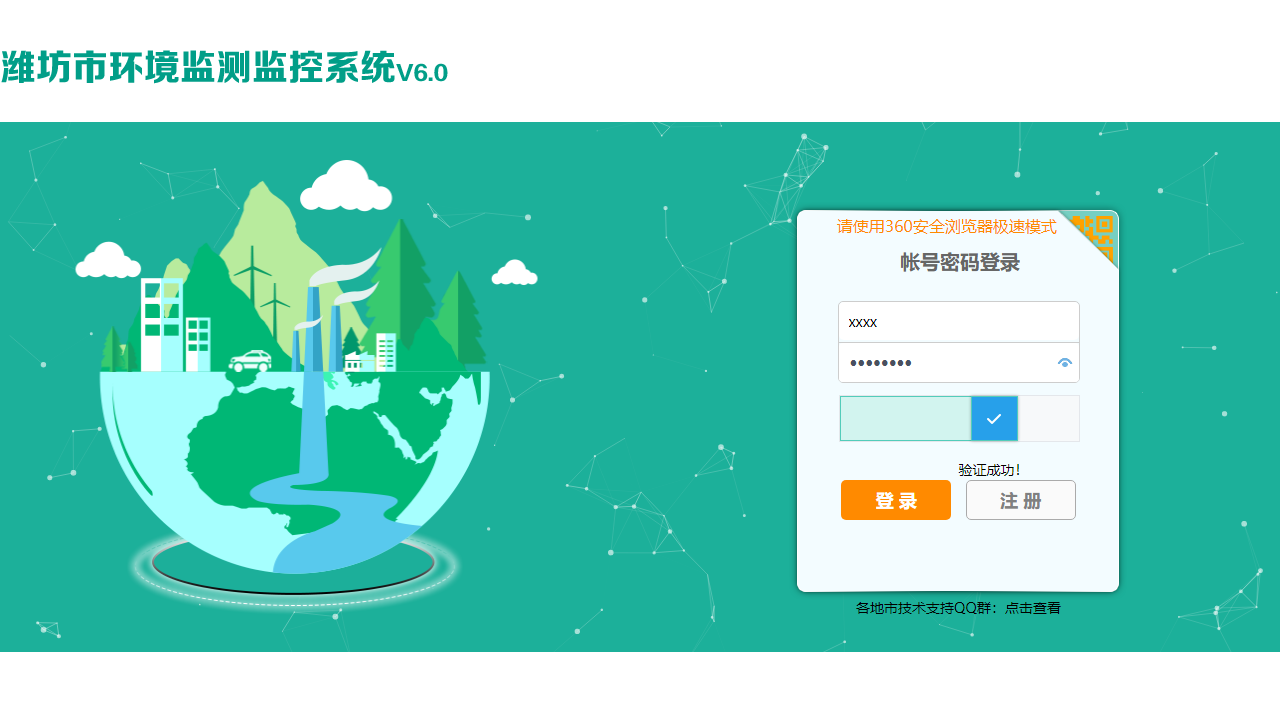 潍坊市环境监测监控系统V6.0
请使用360安全浏览器极速模式
帐号密码登录
xxxx
••••••••
验证成功!
登 录
注 册
各地市技术支持QQ群：点击查看